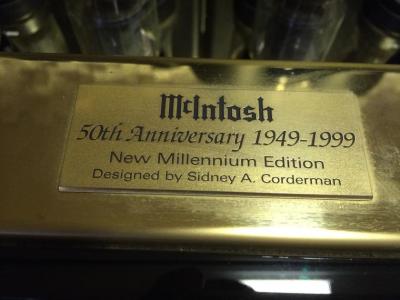 McIntosh
50th Anniversary 1949-1999
New Millennium Edition
Designed by Sidney A. Corderman